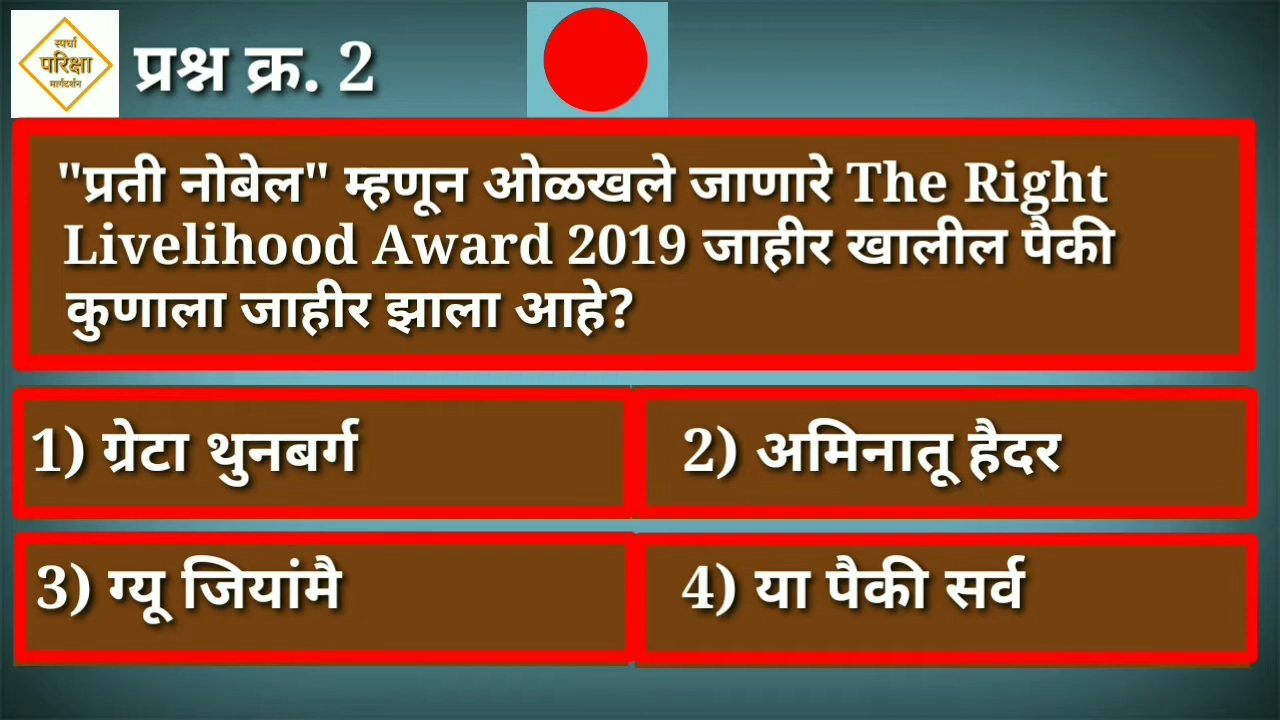 स्पर्धा
परिक्षा
मार्गदर्शन
प्रश्न क्र. 2
"प्रती नोबेल" म्हणून ओळखले जाणारे The Right
Livelihood Award 2019 जाहीर खालील पैकी
कुणाला जाहीर झाला आहे?
1) ग्रेटा थुनबर्ग
2) अमिनातू हैदर
3) ग्यू जियांमै
4) या पैकी सर्व